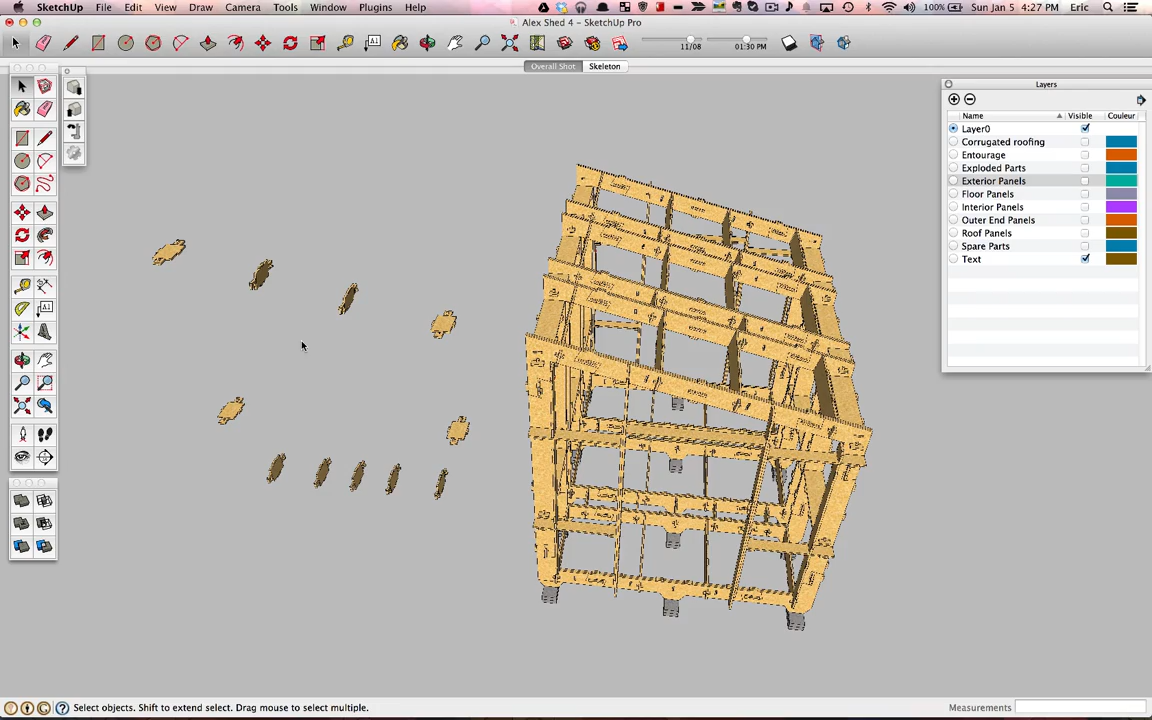 SketchUp File Edit View Draw Camera Tools Window Plugins Help 100% Sun Jan 5 4:27 PM Eric
Alex Shed 4 – SketchUp Pro
A1 11/08 01:30 PM
Overall Shot Skeleton
Layers
Name Visible Couleur
Layer0
Corrugated roofing
Entourage
Exploded Parts
Exterior Panels
Floor Panels
Interior Panels
Outer End Panels
Roof Panels
Spare Parts
Text
A1
Select objects. Shift to extend select. Drag mouse to select multiple. Measurements